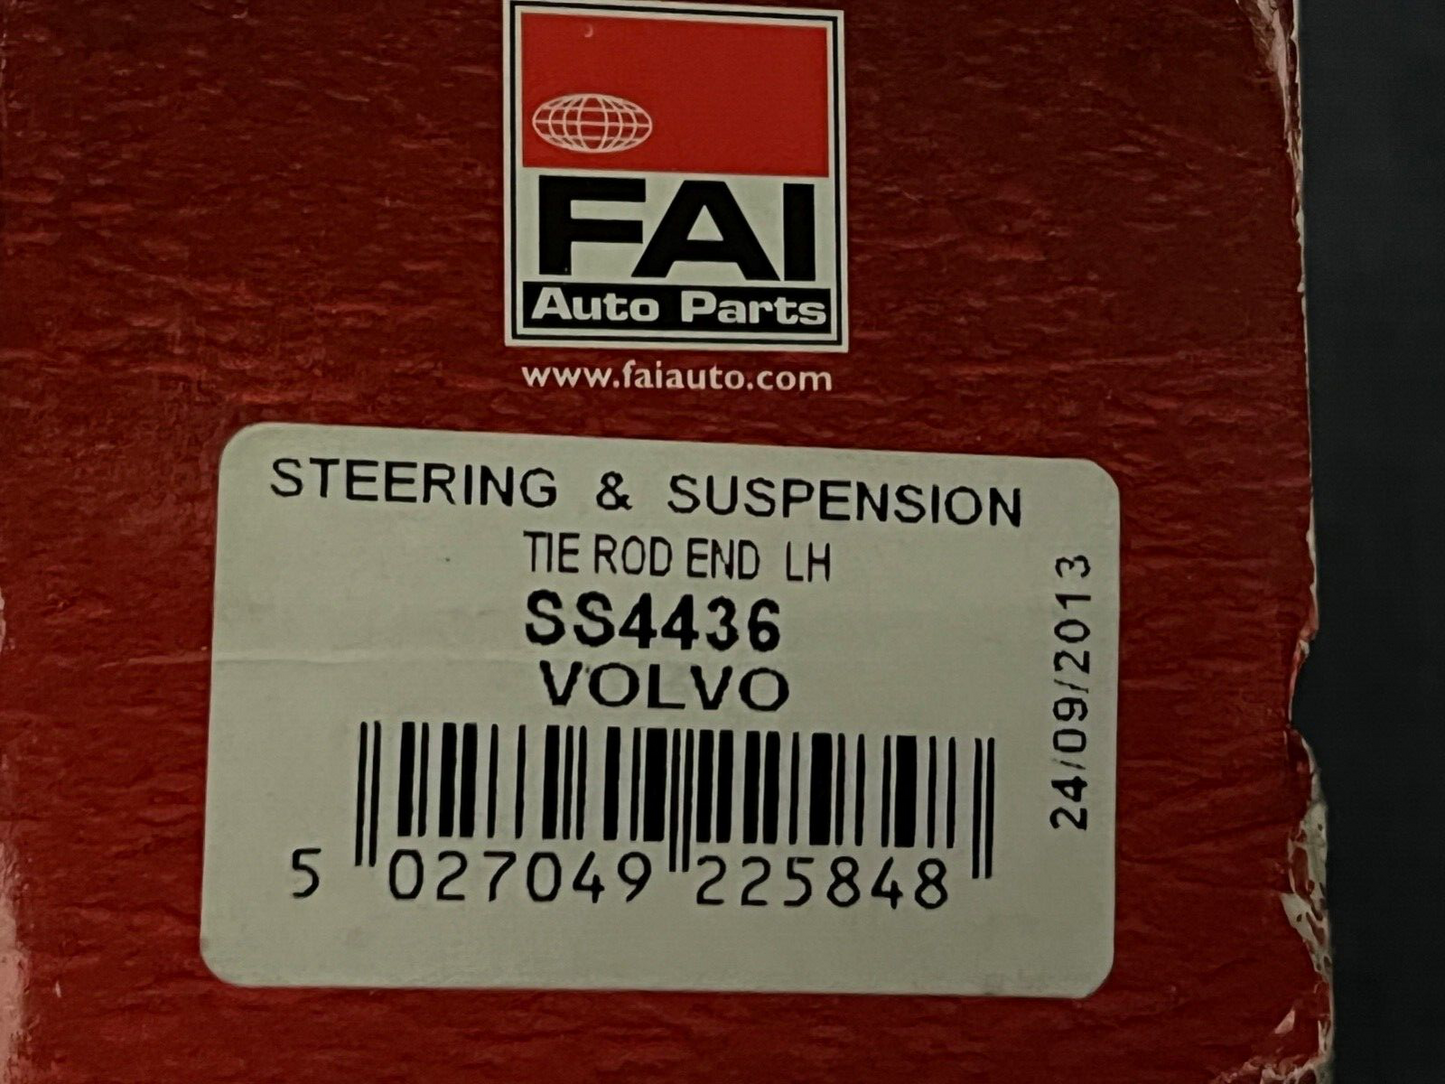 FAI
Auto Parts
www.faiauto.com
STEERING & SUSPENSION
TIE ROD END LH
SS4436
VOLVO
24/09/2013
5 027049 225848